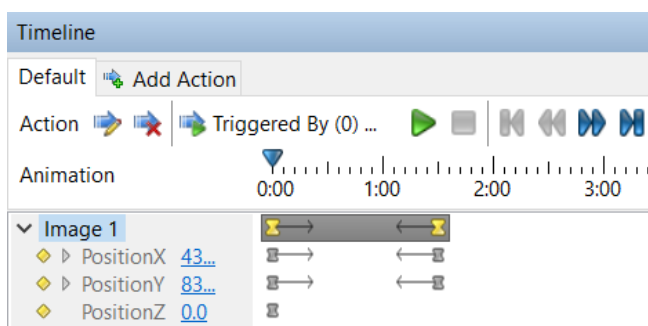 Timeline
Default Add Action
Action Triggered By (0) ...
Animation 0:00 1:00 2:00 3:00
Image 1
PositionX 43...
PositionY 83...
PositionZ 0.0